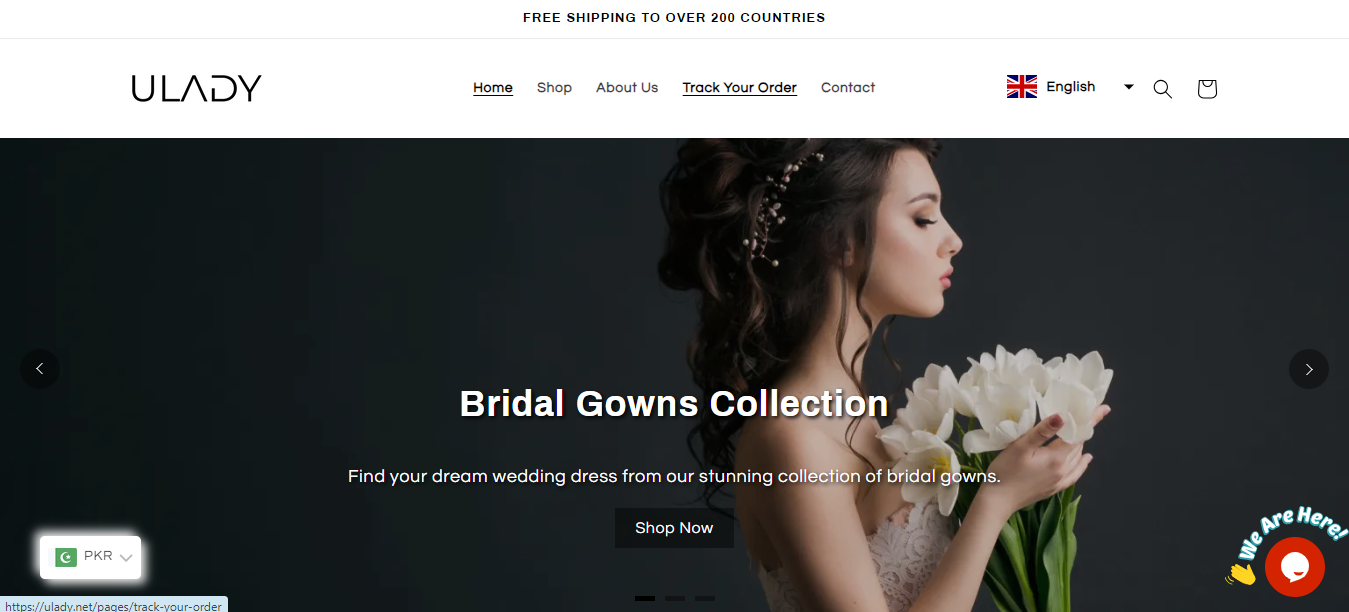 FREE SHIPPING TO OVER 200 COUNTRIES
ULADY
Home
Shop
About Us
Track Your Order
Contact
English
Bridal Gowns Collection
Find your dream wedding dress from our stunning collection of bridal gowns.
Shop Now
PKR
We Are Here!
https://ulady.net/pages/track-your-order